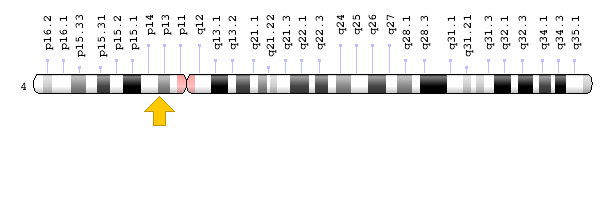 p16.2
p16.1
p15.33
p15.31
p15.2
p15.1
p14
p13
p11
q12
q13.1
q13.2
q21.1
q21.22
q21.3
q22.1
q22.3
q24
q25
q26
q27
q28.1
q28.3
q31.1
q31.21
q31.3
q32.1
q32.3
q34.1
q34.3
q35.1
4